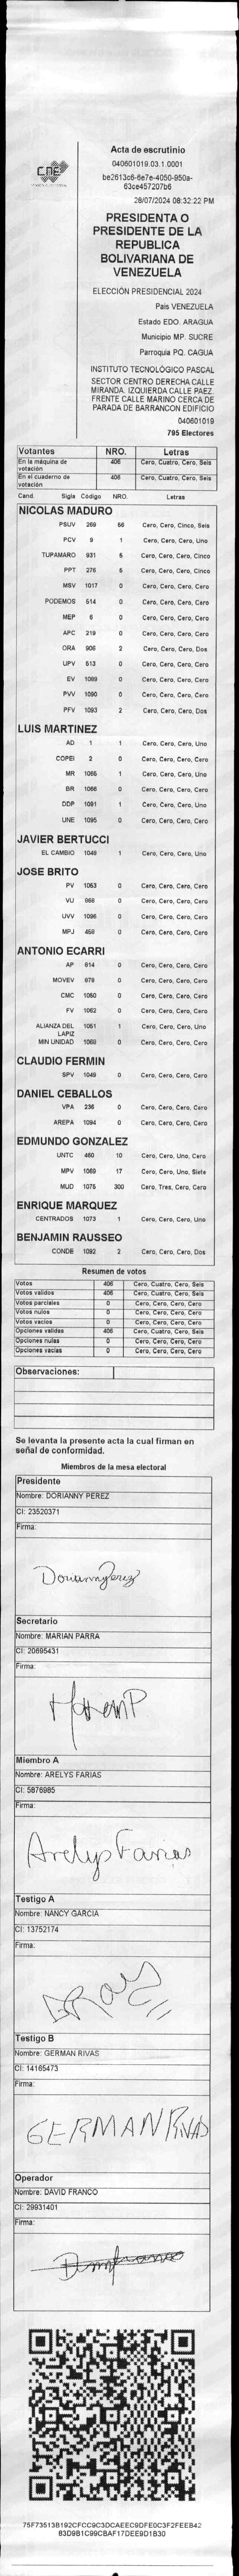 Acta de escrutinio
040601019.03.1.0001
be2613c6-6e7e-4050-950a-
63ce457207b6
28/07/2024 08:32:22 PM
CNE
PRESIDENTA O
PRESIDENTE DE LA
REPUBLICA
BOLIVARIANA DE
VENEZUELA
ELECCIÓN PRESIDENCIAL 2024
Pais VENEZUELA
Estado EDO. ARAGUA
Municipio MP. SUCRE
Parroquia PQ. CAGUA
INSTITUTO TECNOLÓGICO PASCAL
SECTOR CENTRO DERECHA CALLE
MIRANDA. IZQUIERDA CALLE PAEZ.
FRENTE CALLE MARINO CERCA DE
PARADA DE BARRANCON EDIFICIO
040601019
795 Electores
Votantes NRO. Letras
En la máquina de votación 406 Cero, Cuatro, Cero, Seis
En el cuaderno de votación 406 Cero, Cuatro, Cero, Seis
Cand. Sigla Código NRO. Letras
NICOLAS MADURO
PSUV 269 56 Cero, Cero, Cinco, Seis
PCV 9 1 Cero, Cero, Cero, Uno
TUPAMARO 931 5 Cero, Cero, Cero, Cinco
PPT 276 5 Cero, Cero, Cero, Cinco
MSV 1017 0 Cero, Cero, Cero, Cero
PODEMOS 514 0 Cero, Cero, Cero, Cero
MEP 6 0 Cero, Cero, Cero, Cero
APC 219 0 Cero, Cero, Cero, Cero
ORA 906 2 Cero, Cero, Cero, Dos
UPV 513 0 Cero, Cero, Cero, Cero
EV 1089 0 Cero, Cero, Cero, Cero
PVV 1090 0 Cero, Cero, Cero, Cero
PFV 1093 2 Cero, Cero, Cero, Dos
LUIS MARTINEZ
AD 1 1 Cero, Cero, Cero, Uno
COPEI 2 0 Cero, Cero, Cero, Cero
MR 1065 1 Cero, Cero, Cero, Uno
BR 1066 0 Cero, Cero, Cero, Cero
DDP 1091 1 Cero, Cero, Cero, Uno
UNE 1095 0 Cero, Cero, Cero, Cero
JAVIER BERTUCCI
EL CAMBIO 1048 1 Cero, Cero, Cero, Uno
JOSE BRITO
PV 1053 0 Cero, Cero, Cero, Cero
VU 868 0 Cero, Cero, Cero, Cero
UVV 1096 0 Cero, Cero, Cero, Cero
MPJ 458 0 Cero, Cero, Cero, Cero
ANTONIO ECARRI
AP 814 0 Cero, Cero, Cero, Cero
MOVEV 879 0 Cero, Cero, Cero, Cero
CMC 1050 0 Cero, Cero, Cero, Cero
FV 1062 0 Cero, Cero, Cero, Cero
ALIANZA DEL LAPIZ 1051 1 Cero, Cero, Cero, Uno
MIN UNIDAD 1068 0 Cero, Cero, Cero, Cero
CLAUDIO FERMIN
SPV 1049 0 Cero, Cero, Cero, Cero
DANIEL CEBALLOS
VPA 236 0 Cero, Cero, Cero, Cero
AREPA 1094 0 Cero, Cero, Cero, Cero
EDMUNDO GONZALEZ
UNTC 460 10 Cero, Cero, Uno, Cero
MPV 1069 17 Cero, Cero, Uno, Siete
MUD 1075 300 Cero, Tres, Cero, Cero
ENRIQUE MARQUEZ
CENTRADOS 1073 1 Cero, Cero, Cero, Uno
BENJAMIN RAUSSEO
CONDE 1092 2 Cero, Cero, Cero, Dos
Resumen de votos
Votos 406 Cero, Cuatro, Cero, Seis
Votos validos 406 Cero, Cuatro, Cero, Seis
Votos parciales 0 Cero, Cero, Cero, Cero
Votos nulos 0 Cero, Cero, Cero, Cero
Votos vacios 0 Cero, Cero, Cero, Cero
Opciones validas 406 Cero, Cuatro, Cero, Seis
Opciones nulas 0 Cero, Cero, Cero, Cero
Opciones vacias 0 Cero, Cero, Cero, Cero
Observaciones:
Se levanta la presente acta la cual firman en
señal de conformidad.
Miembros de la mesa electoral
Presidente
Nombre: DORIANNY PEREZ
CI: 23520371
Firma:
Dorianny Perez
Secretario
Nombre: MARIAN PARRA
CI: 20695431
Firma:
Miembro A
Nombre: ARELYS FARIAS
CI: 5876985
Firma:
Arelys Farias
Testigo A
Nombre: NANCY GARCIA
CI: 13752174
Firma:
Testigo B
Nombre: GERMAN RIVAS
CI: 14165473
Firma:
GERMAN RIVAS
Operador
Nombre: DAVID FRANCO
CI: 29931401
Firma:
75F73513B192CFCC9C3DCAEEC9DFE0C3F2FEEB42
83D9B1C99CBAF17DEE9D1B30